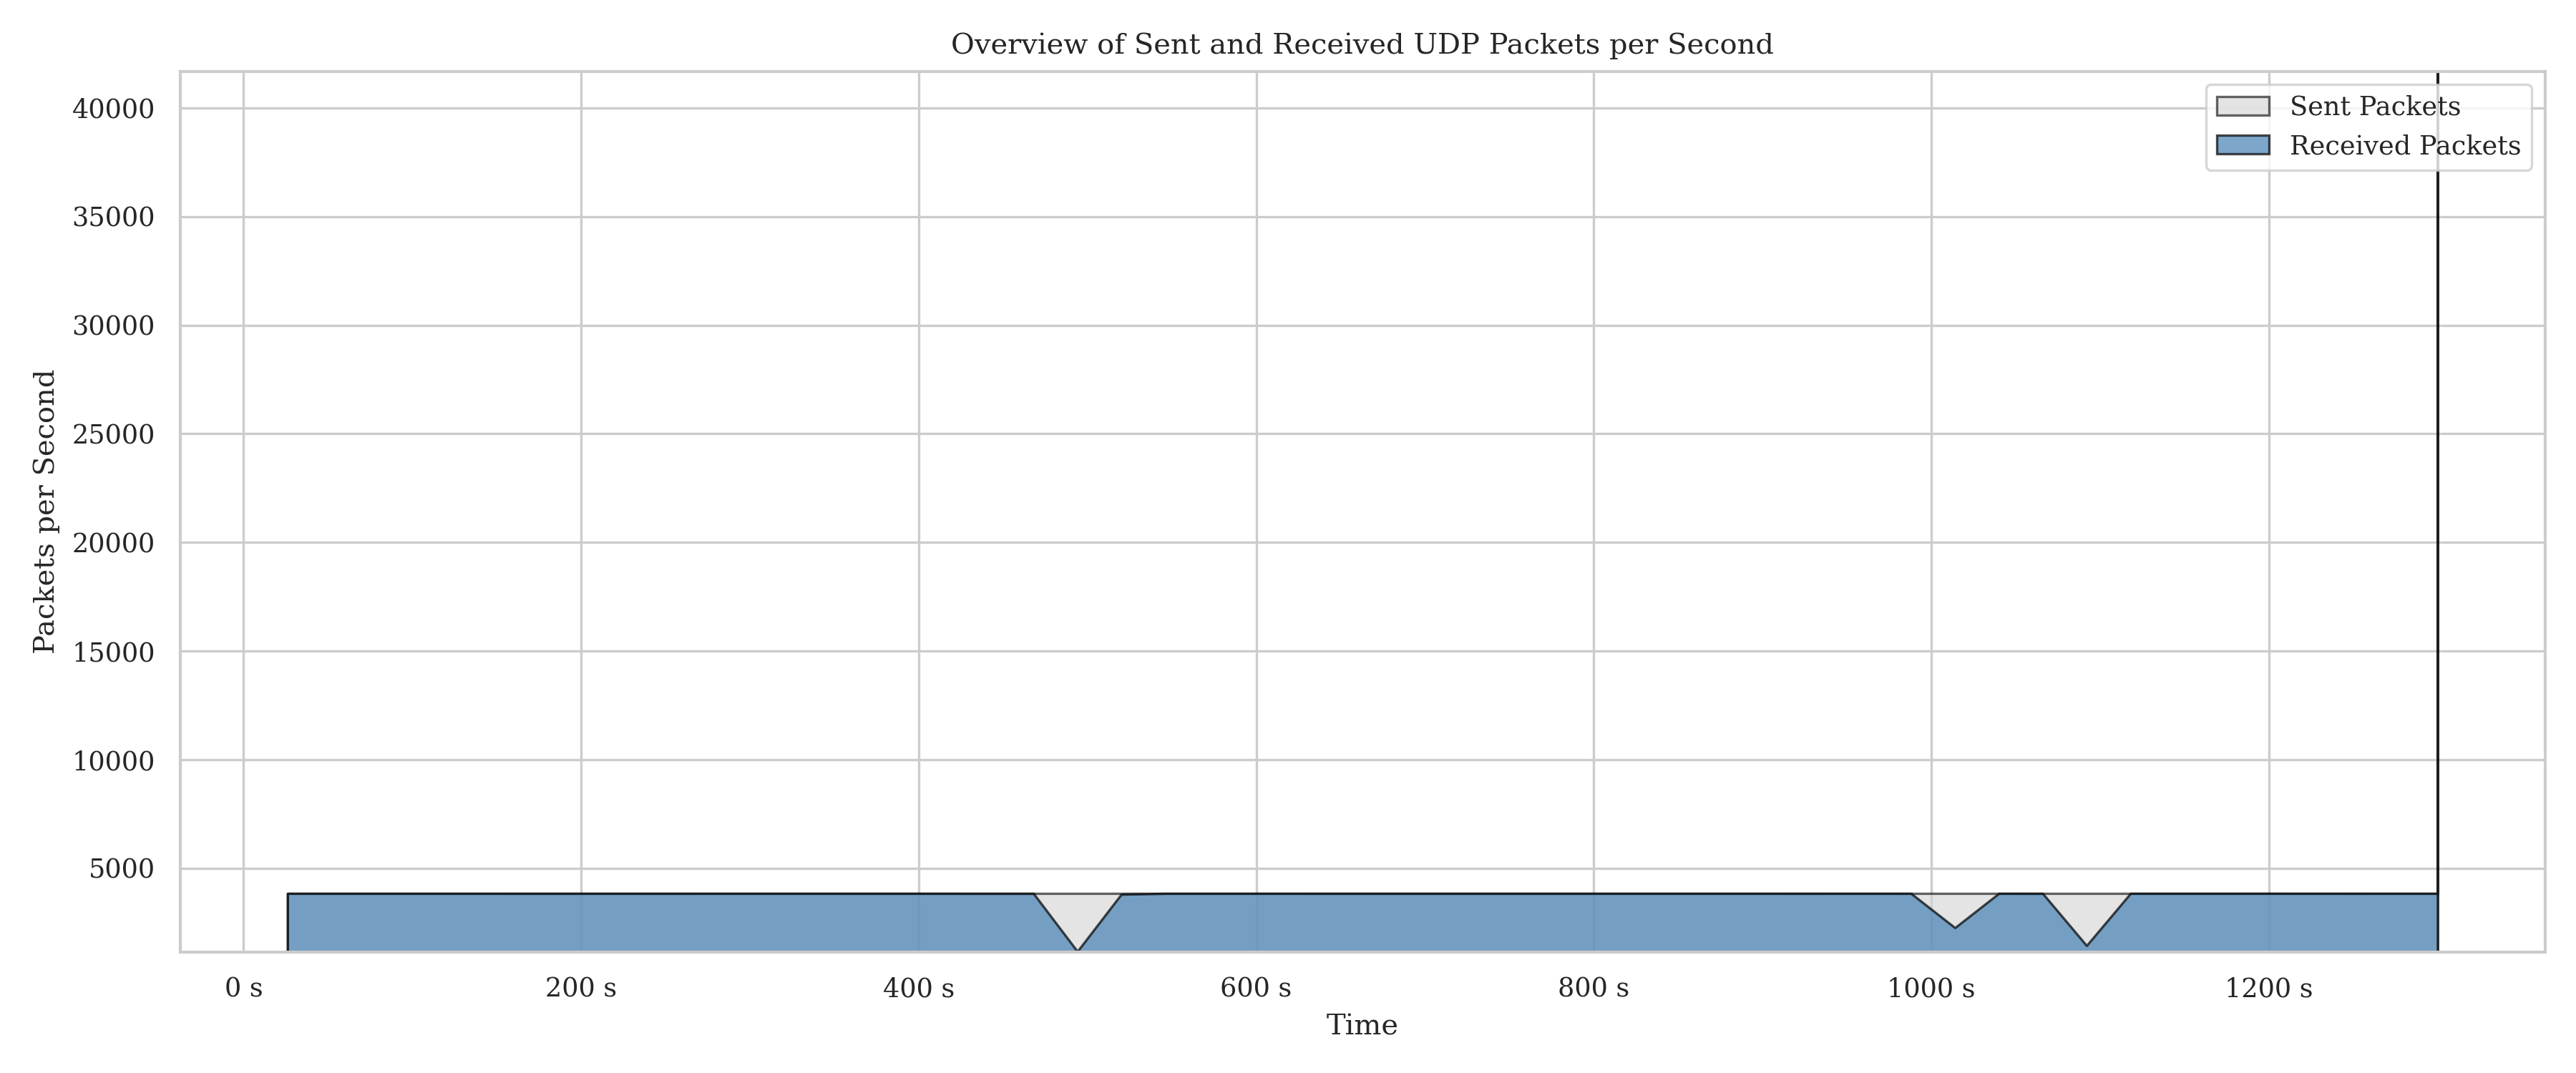 Overview of Sent and Received UDP Packets per Second
Sent Packets
Received Packets
40000
35000
30000
25000
20000
15000
10000
5000
Packets per Second
0 s
200 s
400 s
600 s
800 s
1000 s
1200 s
Time